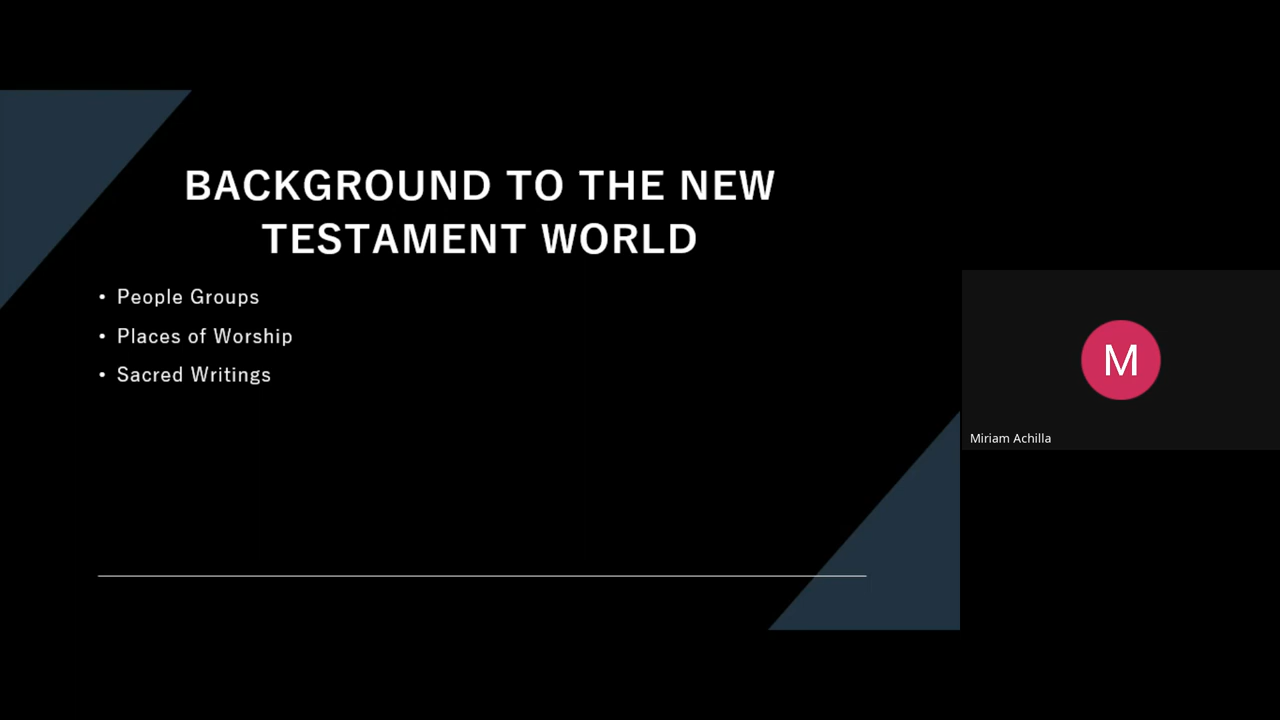 BACKGROUND TO THE NEW
TESTAMENT WORLD
• People Groups
• Places of Worship
• Sacred Writings
M
Miriam Achilla